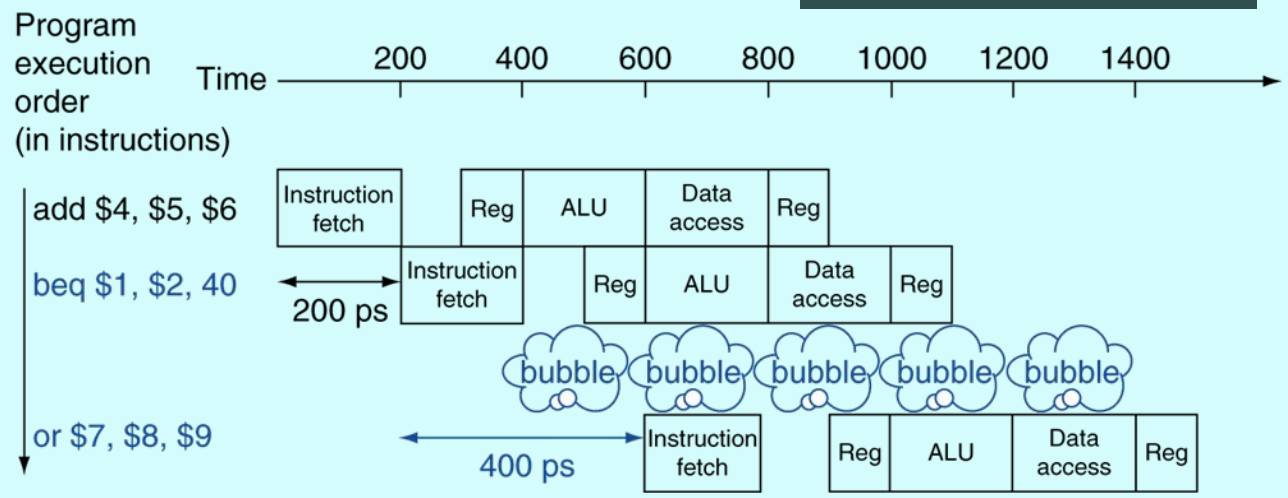 Program
execution
order
(in instructions)
Time
200 400 600 800 1000 1200 1400
add $4, $5, $6
Instruction
fetch
Reg
ALU
Data
access
Reg
beq $1, $2, 40
200 ps
Instruction
fetch
Reg
ALU
Data
access
Reg
bubble bubble bubble bubble bubble
or $7, $8, $9
400 ps
Instruction
fetch
Reg
ALU
Data
access
Reg